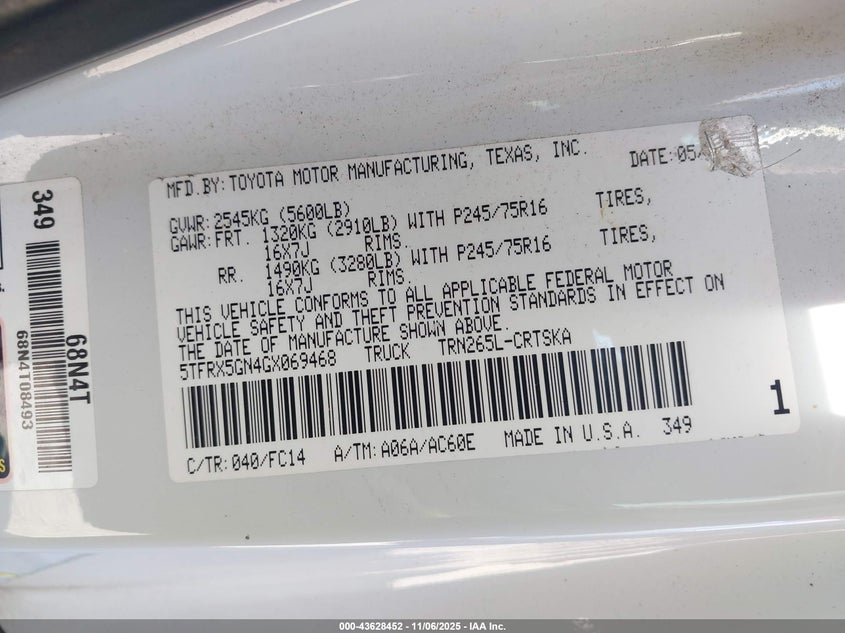 MFD.BY:TOYOTA MOTOR MANUFACTURING, TEXAS, INC. DATE:05
GVWR:2545KG (5600LB)
GAWR:FRT. 1320KG (2910LB) WITH P245/75R16 TIRES,
16X7J RIMS.
RR. 1490KG (3280LB) WITH P245/75R16 TIRES,
16X7J RIMS.
THIS VEHICLE CONFORMS TO ALL APPLICABLE FEDERAL MOTOR
VEHICLE SAFETY AND THEFT PREVENTION STANDARDS IN EFFECT ON
THE DATE OF MANUFACTURE SHOWN ABOVE.
5TFRX5GN4GX069468 TRUCK TRN265L-CRTSKA
C/TR:040/FC14 A/TM:A06A/AC60E MADE IN U.S.A. 349
1
349
68N4T
68N4T08493
000-43628452 - 11/06/2025 - IAA Inc.